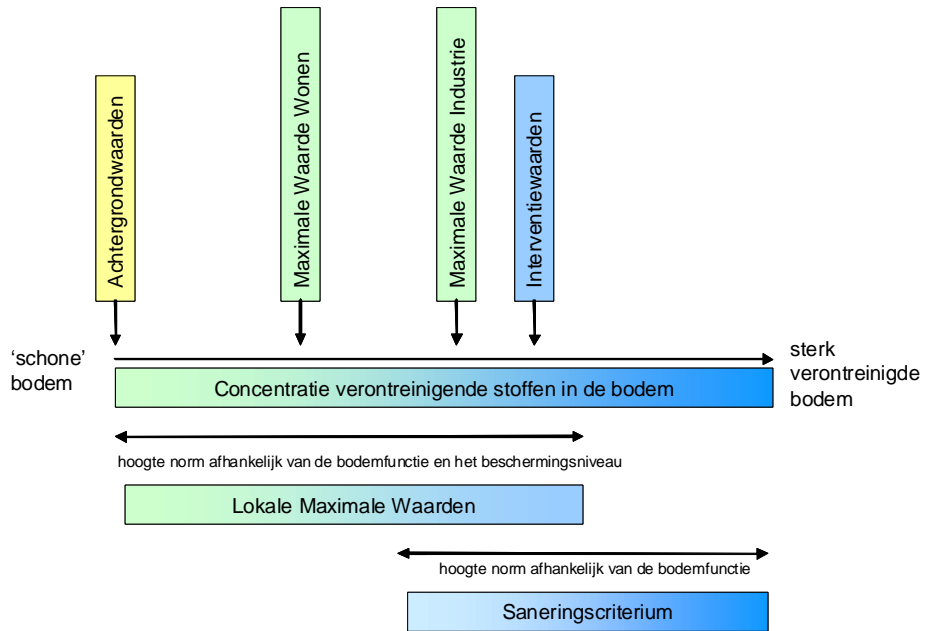 Achtergrondwaarden
Maximale Waarde Wonen
Maximale Waarde Industrie
Interventiewaarden
‘schone’
bodem
sterk
verontreinigde
bodem
Concentratie verontreinigende stoffen in de bodem
hoogte norm afhankelijk van de bodemfunctie en het beschermingsniveau
Lokale Maximale Waarden
hoogte norm afhankelijk van de bodemfunctie
Saneringscriterium